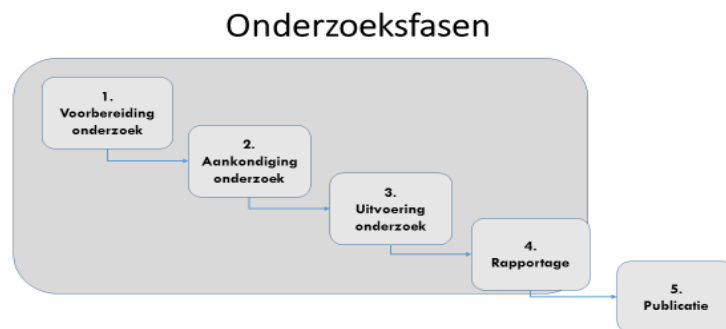 Onderzoeksfasen
1.
Voorbereiding
onderzoek
2.
Aankondiging
onderzoek
3.
Uitvoering
onderzoek
4.
Rapportage
5.
Publicatie